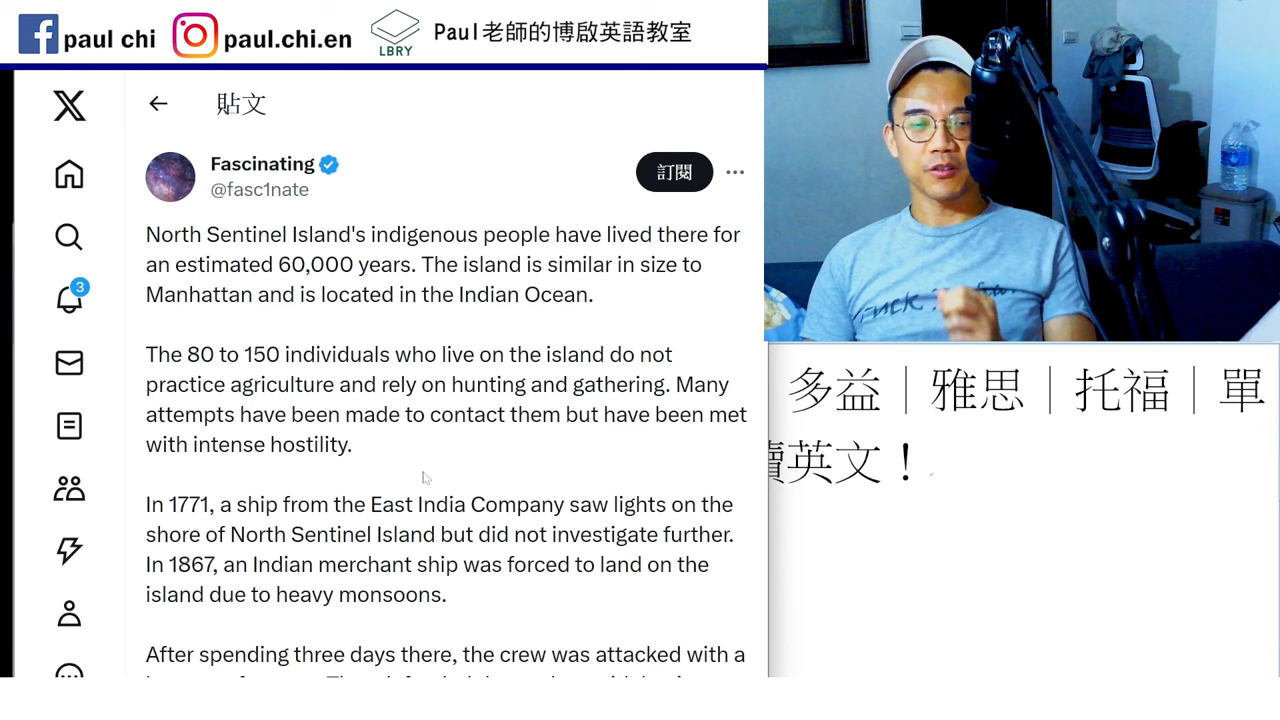 paul chi
paul.chi.en
LBRY
Paul老師的博啟英語教室
貼文
Fascinating
@fasc1nate
訂閱
3
North Sentinel Island's indigenous people have lived there for
an estimated 60,000 years. The island is similar in size to
Manhattan and is located in the Indian Ocean.
The 80 to 150 individuals who live on the island do not
practice agriculture and rely on hunting and gathering. Many
attempts have been made to contact them but have been met
with intense hostility.
In 1771, a ship from the East India Company saw lights on the
shore of North Sentinel Island but did not investigate further.
In 1867, an Indian merchant ship was forced to land on the
island due to heavy monsoons.
After spending three days there, the crew was attacked with a
多益｜雅思｜托福｜單
讀英文！